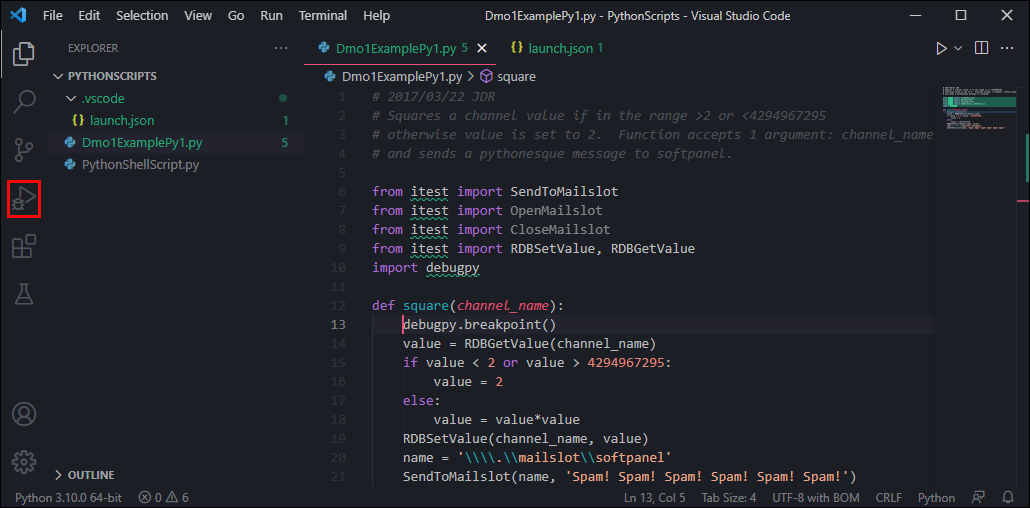 File Edit Selection View Go Run Terminal Help Dmo1ExamplePy1.py - PythonScripts - Visual Studio Code
EXPLORER
PYTHONSCRIPTS
.vscode
launch.json 1
Dmo1ExamplePy1.py 5
PythonShellScript.py
OUTLINE
Dmo1ExamplePy1.py 5 launch.json 1
Dmo1ExamplePy1.py > square
1 # 2017/03/22 JDR
2 # Squares a channel value if in the range >2 or <4294967295
3 # otherwise value is set to 2.  Function accepts 1 argument: channel_name
4 # and sends a pythonesque message to softpanel.
5
6 from itest import SendToMailslot
7 from itest import OpenMailslot
8 from itest import CloseMailslot
9 from itest import RDBSetValue, RDBGetValue
10 import debugpy
11
12 def square(channel_name):
13     debugpy.breakpoint()
14     value = RDBGetValue(channel_name)
15     if value < 2 or value > 4294967295:
16         value = 2
17     else:
18         value = value*value
19     RDBSetValue(channel_name, value)
20     name = '\\\\.\\mailslot\\softpanel'
21     SendToMailslot(name, 'Spam! Spam! Spam! Spam! Spam! Spam!')
Python 3.10.0 64-bit 0 6 Ln 13, Col 5 Tab Size: 4 UTF-8 with BOM CRLF Python